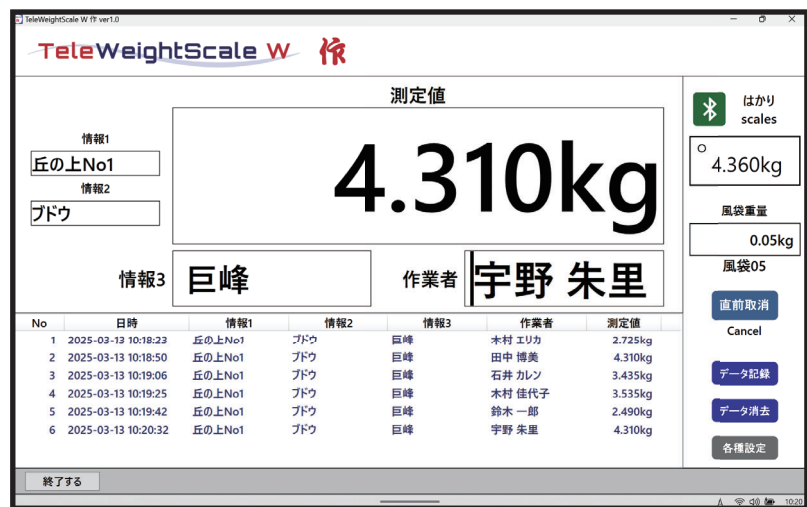 TeleWeightScale W 作 ver1.0
TeleWeightScale W 作
測定値
はかり
scales
情報1
丘の上No1
情報2
ブドウ
4.310kg
4.360kg
風袋重量
0.05kg
風袋05
情報3 巨峰 作業者 宇野 朱里
直前取消
Cancel
No 日時 情報1 情報2 情報3 作業者 測定値
1 2025-03-13 10:18:23 丘の上No1 ブドウ 巨峰 木村 エリカ 2.725kg
2 2025-03-13 10:18:50 丘の上No1 ブドウ 巨峰 田中 博美 4.310kg
3 2025-03-13 10:19:06 丘の上No1 ブドウ 巨峰 石井 カレン 3.435kg
4 2025-03-13 10:19:25 丘の上No1 ブドウ 巨峰 木村 佳代子 3.535kg
5 2025-03-13 10:19:42 丘の上No1 ブドウ 巨峰 鈴木 一郎 2.490kg
6 2025-03-13 10:20:32 丘の上No1 ブドウ 巨峰 宇野 朱里 4.310kg
データ記録
データ消去
各種設定
終了する
A 10:20